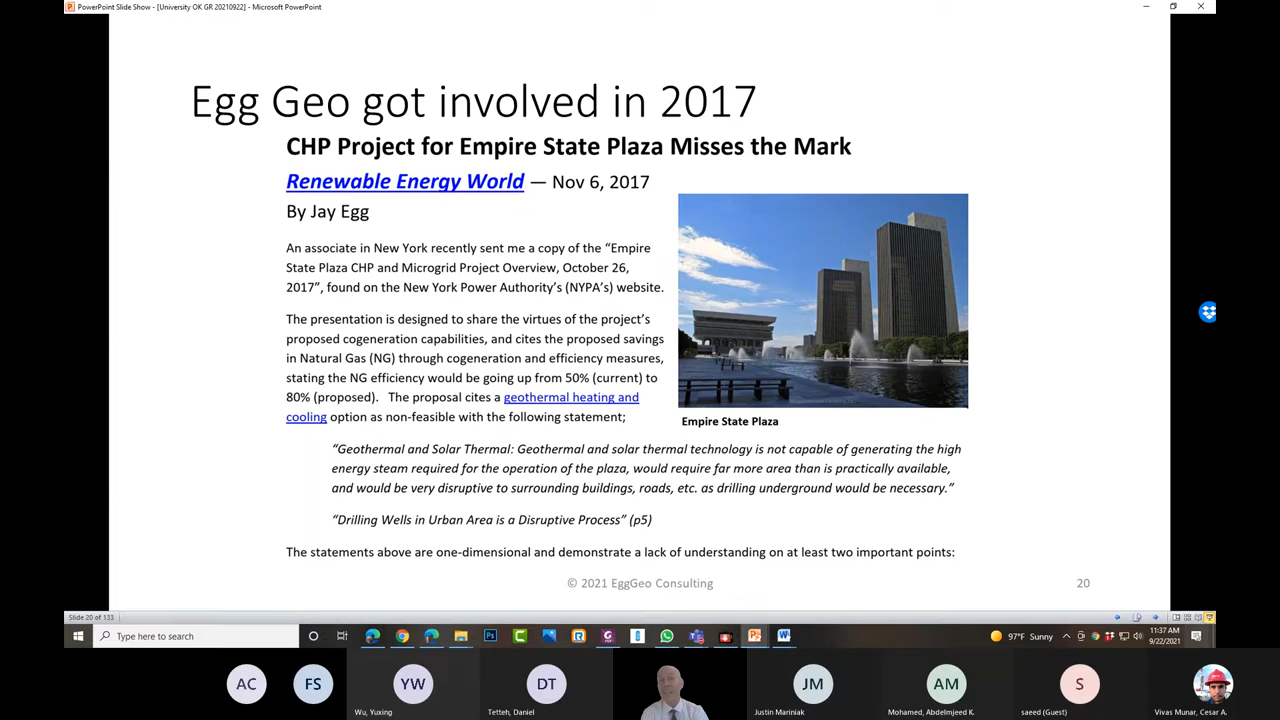 PowerPoint Slide Show - [University OK GR 20210922] - Microsoft PowerPoint
Egg Geo got involved in 2017
CHP Project for Empire State Plaza Misses the Mark
Renewable Energy World — Nov 6, 2017
By Jay Egg
An associate in New York recently sent me a copy of the “Empire
State Plaza CHP and Microgrid Project Overview, October 26,
2017”, found on the New York Power Authority’s (NYPA’s) website.
The presentation is designed to share the virtues of the project’s
proposed cogeneration capabilities, and cites the proposed savings
in Natural Gas (NG) through cogeneration and efficiency measures,
stating the NG efficiency would be going up from 50% (current) to
80% (proposed). The proposal cites a geothermal heating and
cooling option as non-feasible with the following statement;
Empire State Plaza
“Geothermal and Solar Thermal: Geothermal and solar thermal technology is not capable of generating the high
energy steam required for the operation of the plaza, would require far more area than is practically available,
and would be very disruptive to surrounding buildings, roads, etc. as drilling underground would be necessary.”
“Drilling Wells in Urban Area is a Disruptive Process” (p5)
The statements above are one-dimensional and demonstrate a lack of understanding on at least two important points:
© 2021 EggGeo Consulting
20
Slide 20 of 133
Type here to search
97°F Sunny
11:37 AM
9/22/2021
AC
FS
YW
DT
JM
AM
S
Wu, Yuxing
Tetteh, Daniel
Justin Mariniak
Mohamed, Abdelmjeed K.
saeed (Guest)
Vivas Munar, Cesar A.